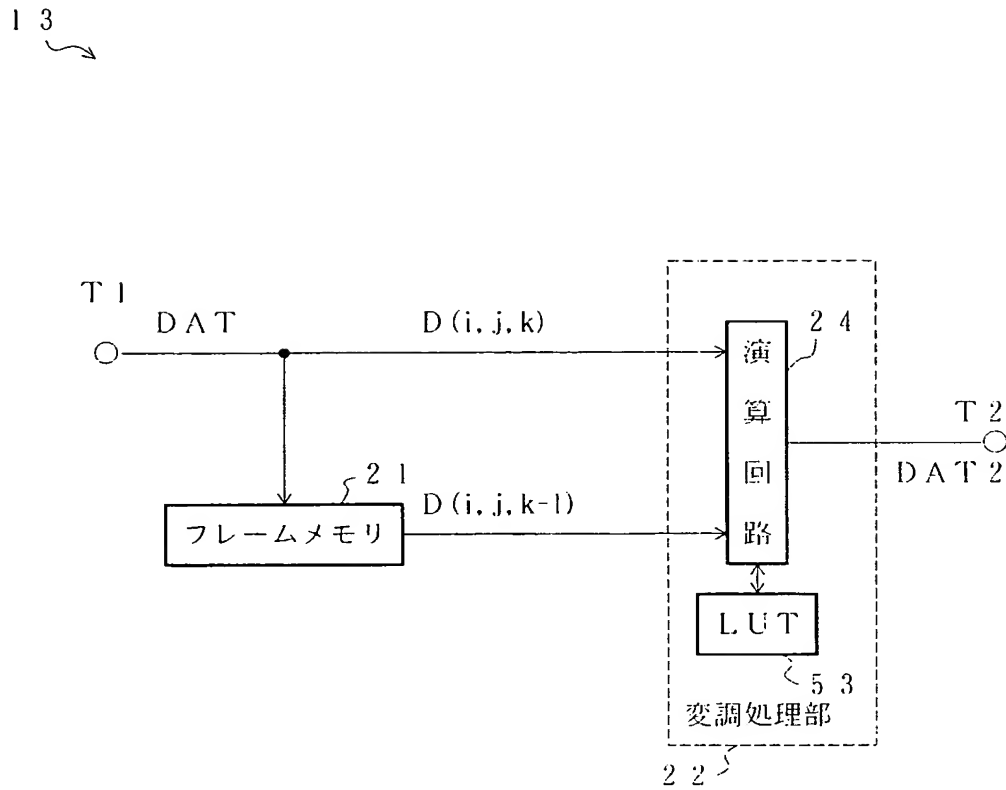 １３
Ｔ１
ＤＡＴ
D(i, j, k)
２４
演算回路
Ｔ２
ＤＡＴ２
２１
フレームメモリ
D(i, j, k-1)
ＬＵＴ
５３
変調処理部
２２